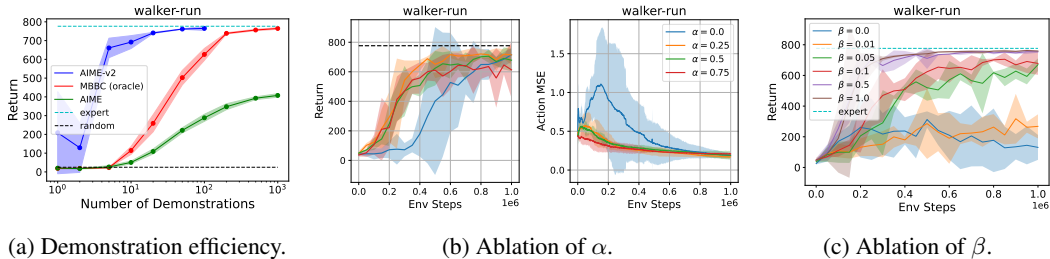 walker-run
800
700
600
500
400
300
200
100
0
Return
AIME-v2
MBBC (oracle)
AIME
expert
random
10^0 10^1 10^2 10^3
Number of Demonstrations
(a) Demonstration efficiency.
walker-run
800
600
400
200
0
Return
0.0 0.2 0.4 0.6 0.8 1.0
Env Steps
1e6
walker-run
1.5
1.0
0.5
0.0
Action MSE
α = 0.0
α = 0.25
α = 0.5
α = 0.75
0.0 0.2 0.4 0.6 0.8 1.0
Env Steps
1e6
(b) Ablation of α.
walker-run
1000
800
600
400
200
0
Return
β = 0.0
β = 0.01
β = 0.05
β = 0.1
β = 0.5
β = 1.0
expert
0.0 0.2 0.4 0.6 0.8 1.0
Env Steps
1e6
(c) Ablation of β.